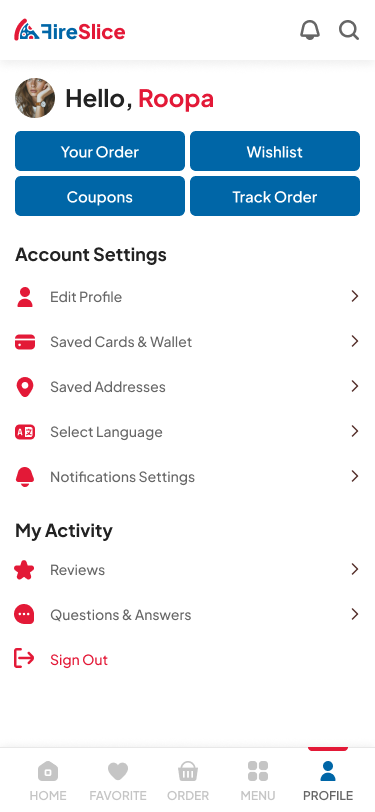 FireSlice
Hello, Roopa
Your Order
Wishlist
Coupons
Track Order
Account Settings
Edit Profile
Saved Cards & Wallet
Saved Addresses
Select Language
Notifications Settings
My Activity
Reviews
Questions & Answers
Sign Out
HOME
FAVORITE
ORDER
MENU
PROFILE